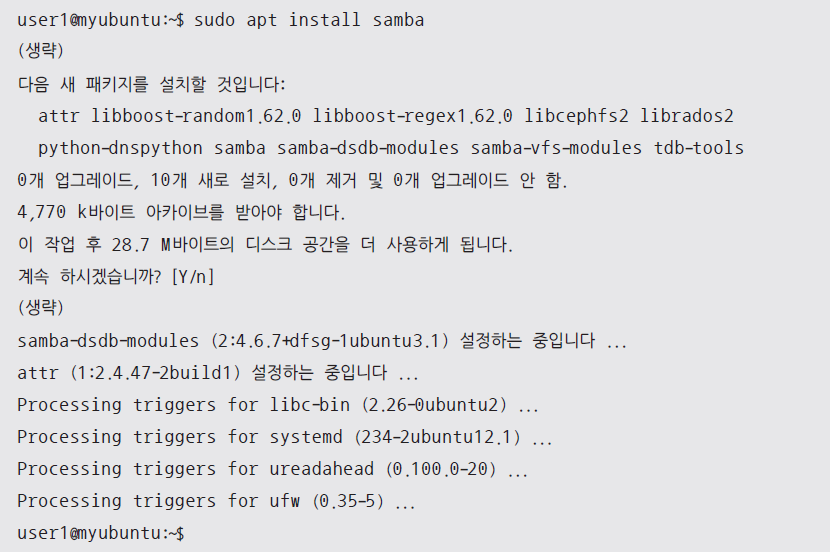 user1@myubuntu:~$ sudo apt install samba
(생략)
다음 새 패키지를 설치할 것입니다:
attr libboost-random1.62.0 libboost-regex1.62.0 libcephfs2 librados2
python-dnspython samba samba-dsdb-modules samba-vfs-modules tdb-tools
0개 업그레이드, 10개 새로 설치, 0개 제거 및 0개 업그레이드 안 함.
4,770 k바이트 아카이브를 받아야 합니다.
이 작업 후 28.7 M바이트의 디스크 공간을 더 사용하게 됩니다.
계속 하시겠습니까? [Y/n]
(생략)
samba-dsdb-modules (2:4.6.7+dfsg-1ubuntu3.1) 설정하는 중입니다 ...
attr (1:2.4.47-2build1) 설정하는 중입니다 ...
Processing triggers for libc-bin (2.26-0ubuntu2) ...
Processing triggers for systemd (234-2ubuntu12.1) ...
Processing triggers for ureadahead (0.100.0-20) ...
Processing triggers for ufw (0.35-5) ...
user1@myubuntu:~$